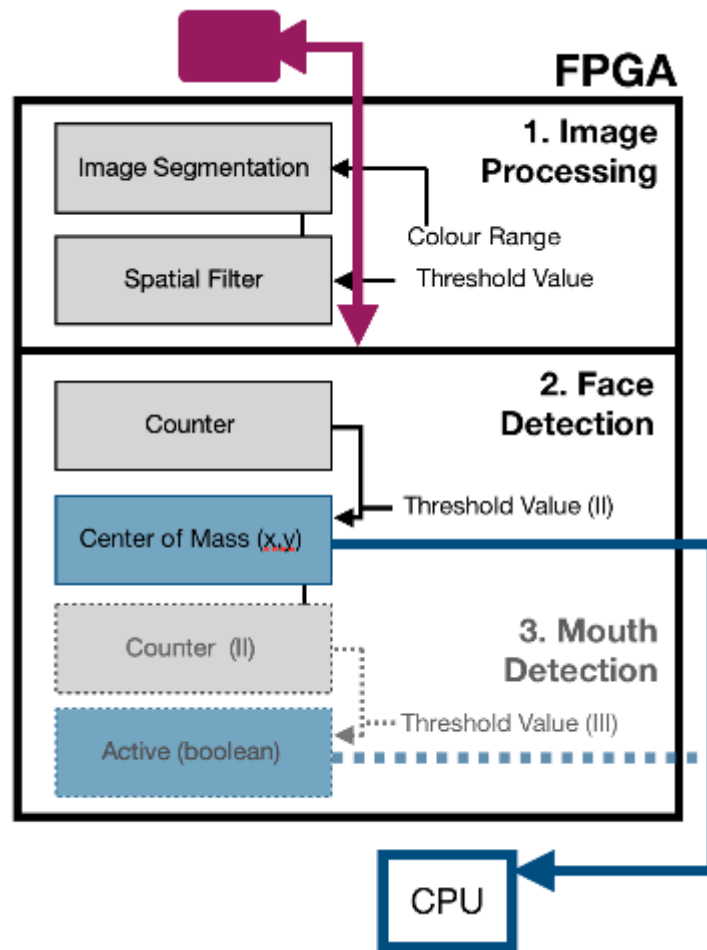 FPGA
1. Image
Processing
Image Segmentation
Colour Range
Spatial Filter
Threshold Value
2. Face
Detection
Counter
Threshold Value (II)
Center of Mass (x,y)
3. Mouth
Detection
Counter (II)
Threshold Value (III)
Active (boolean)
CPU